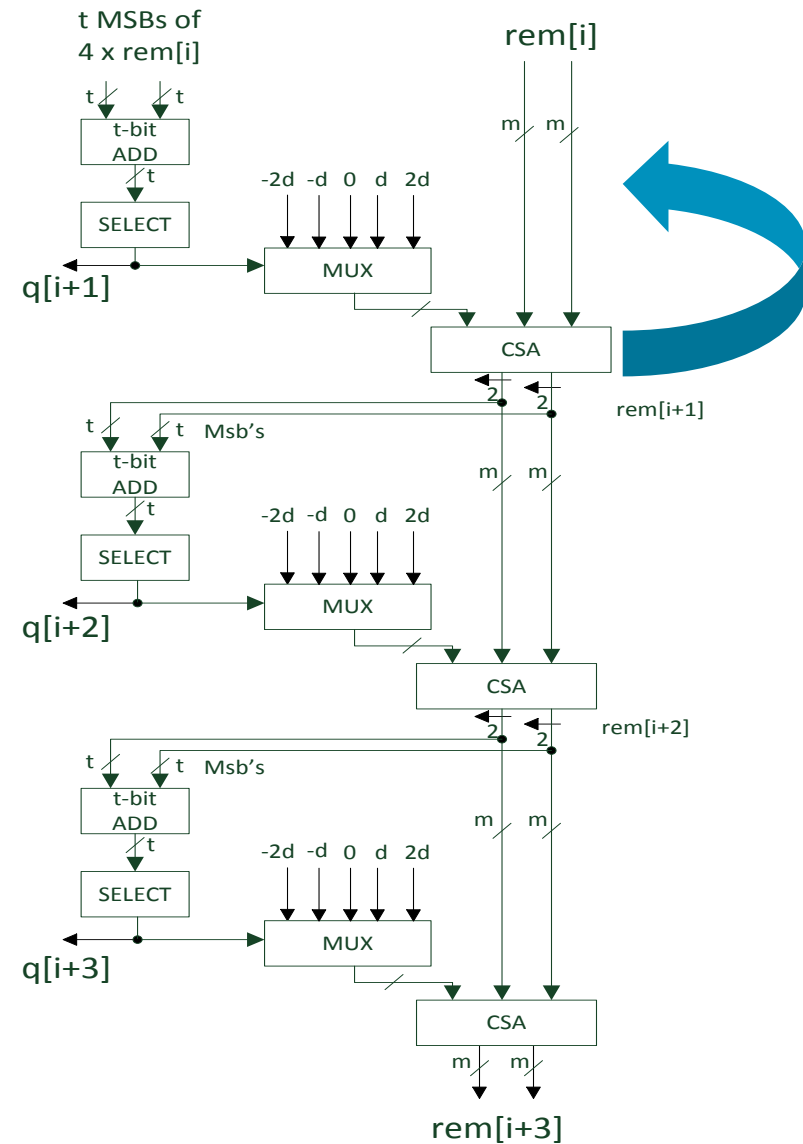 t MSBs of
4 x rem[i]
rem[i]
t t
t-bit
ADD
t
SELECT
q[i+1]
-2d -d 0 d 2d
MUX
m m
CSA
2 2
rem[i+1]
t t Msb's
t-bit
ADD
t
SELECT
q[i+2]
-2d -d 0 d 2d
MUX
m m
CSA
2 2
rem[i+2]
t t Msb's
t-bit
ADD
t
SELECT
q[i+3]
-2d -d 0 d 2d
MUX
m m
CSA
m m
rem[i+3]